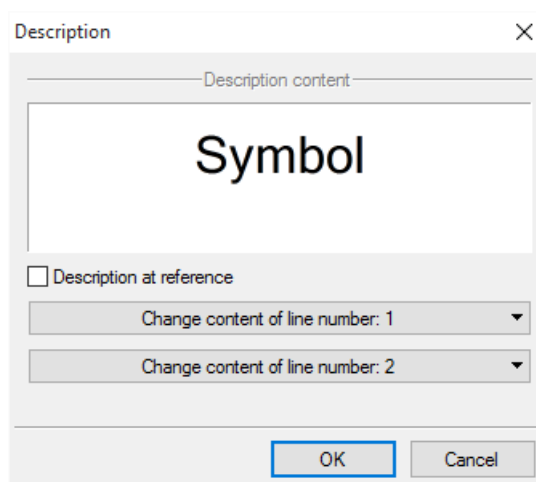 Description
Description content
Symbol
Description at reference
Change content of line number: 1
Change content of line number: 2
OK
Cancel